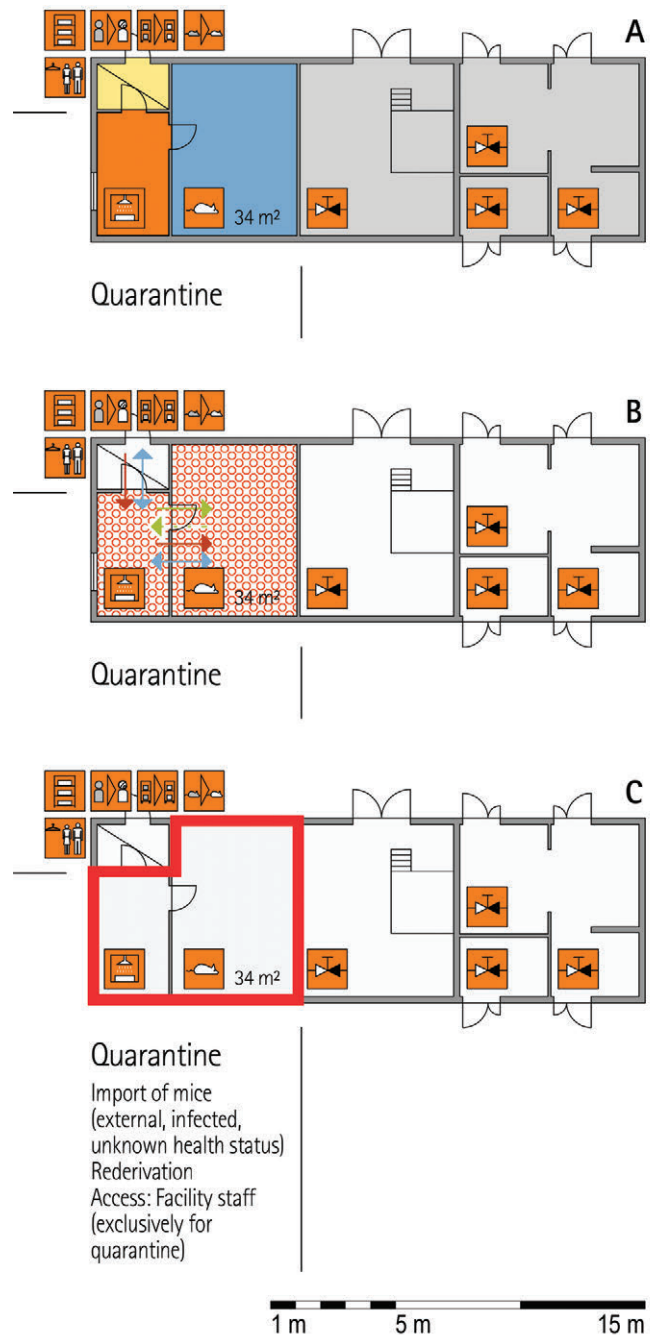 A
34 m²
Quarantine
B
34 m²
Quarantine
C
34 m²
Quarantine
Import of mice
(external, infected,
unknown health status)
Rederivation
Access: Facility staff
(exclusively for
quarantine)
1 m 5 m 15 m